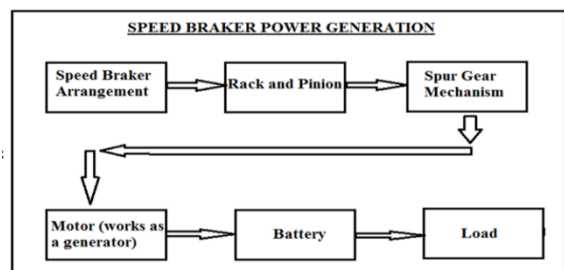 SPEED BRAKER POWER GENERATION
Speed Braker
Arrangement
Rack and Pinion
Spur Gear
Mechanism
Motor (works as
a generator)
Battery
Load